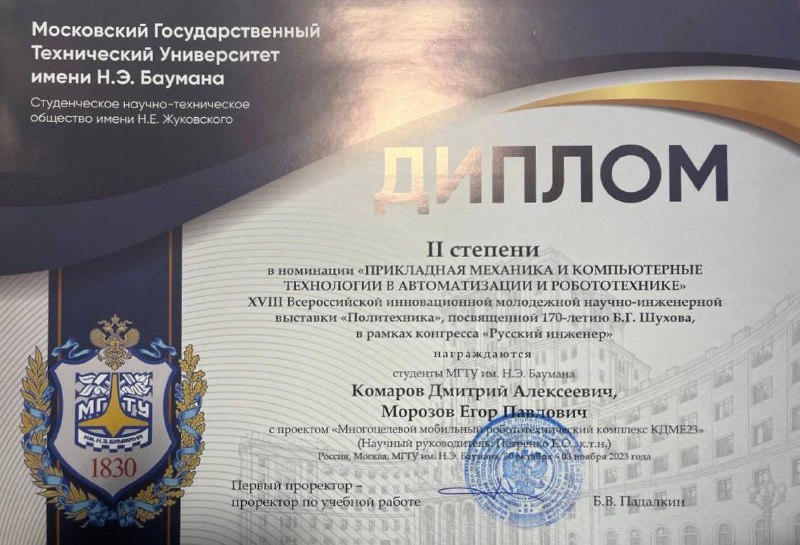 Московский Государственный
Технический Университет
имени Н.Э. Баумана
Студенческое научно-техническое
общество имени Н.Е. Жуковского
ДИПЛОМ
II степени
в номинации «ПРИКЛАДНАЯ МЕХАНИКА И КОМПЬЮТЕРНЫЕ
ТЕХНОЛОГИИ В АВТОМАТИЗАЦИИ И РОБОТОТЕХНИКЕ»
XVIII Всероссийской инновационной молодежной научно-инженерной
выставки «Политехника», посвященной 170-летию В.Г. Шухова,
в рамках конгресса «Русский инженер»
награждаются
студенты МГТУ им. Н.Э. Баумана
Комаров Дмитрий Алексеевич,
Морозов Егор Павлович
с проектом «Многоцелевой мобильный робототехнический комплекс КДМЕ23»
(Научный руководитель: Петренко Е.О., к.т.н.)
Россия, Москва, МГТУ им. Н.Э. Баумана, 30 октября - 03 ноября 2023 года
МГТУ
ИМ. Н.Э. БАУМАНА
1830
Первый проректор –
проректор по учебной работе
Б.В. Падалкин